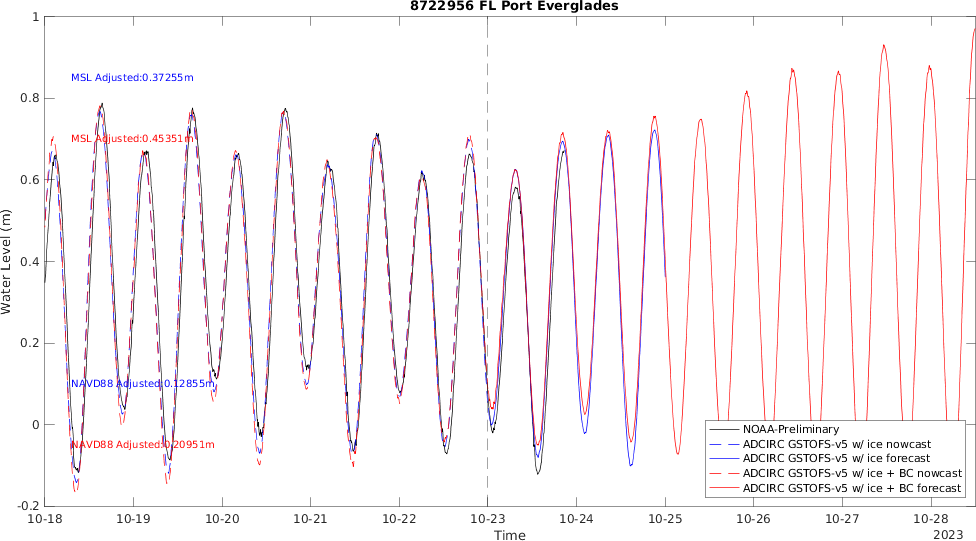 8722956 FL Port Everglades
1
0.8
0.6
0.4
0.2
0
-0.2
Water Level (m)
MSL Adjusted:0.37255m
MSL Adjusted:0.45351m
NAVD88 Adjusted:0.12855m
NAVD88 Adjusted:-0.20951m
NOAA-Preliminary
ADCIRC GSTOFS-v5 w/ ice nowcast
ADCIRC GSTOFS-v5 w/ ice forecast
ADCIRC GSTOFS-v5 w/ ice + BC nowcast
ADCIRC GSTOFS-v5 w/ ice + BC forecast
10-18 10-19 10-20 10-21 10-22 10-23 10-24 10-25 10-26 10-27 10-28
Time
2023